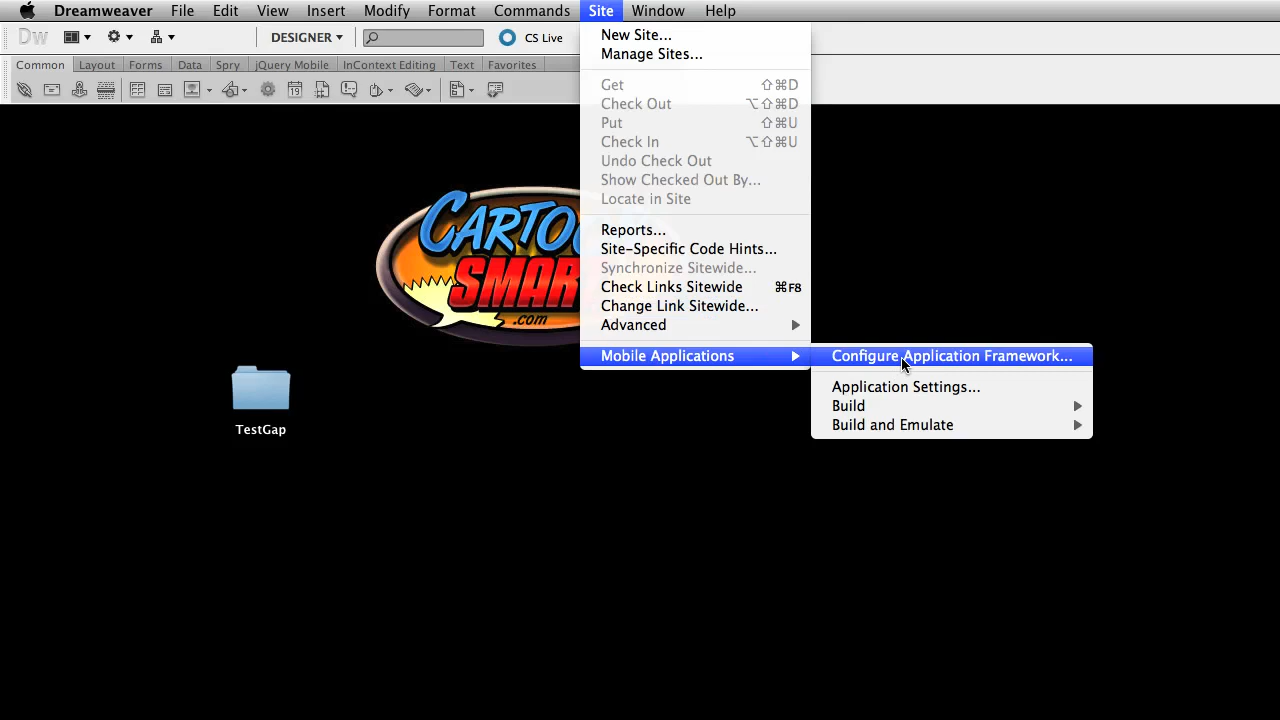 Dreamweaver File Edit View Insert Modify Format Commands Site Window Help
Dw DESIGNER CS Live
Common Layout Forms Data Spry jQuery Mobile InContext Editing Text Favorites
19
New Site...
Manage Sites...
Get ⇧⌘D
Check Out ⌥⇧⌘D
Put ⇧⌘U
Check In ⌥⇧⌘U
Undo Check Out
Show Checked Out By...
Locate in Site
Reports...
Site-Specific Code Hints...
Synchronize Sitewide...
Check Links Sitewide ⌘F8
Change Link Sitewide...
Advanced
Mobile Applications
Configure Application Framework...
Application Settings...
Build
Build and Emulate
CARTOO
SMAR
.com
TestGap